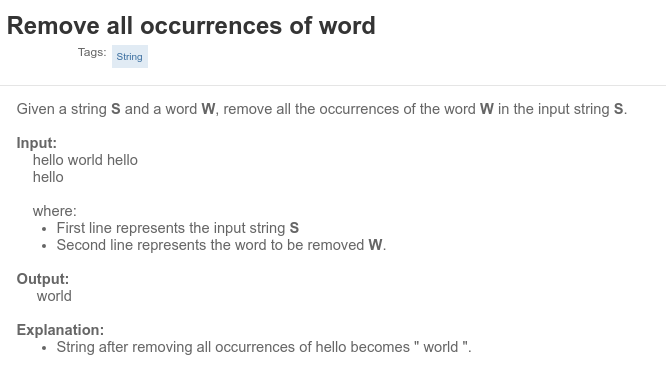 Remove all occurrences of word
Tags: String
Given a string S and a word W, remove all the occurrences of the word W in the input string S.
Input:
hello world hello
hello
where:
• First line represents the input string S
• Second line represents the word to be removed W.
Output:
world
Explanation:
• String after removing all occurrences of hello becomes " world ".